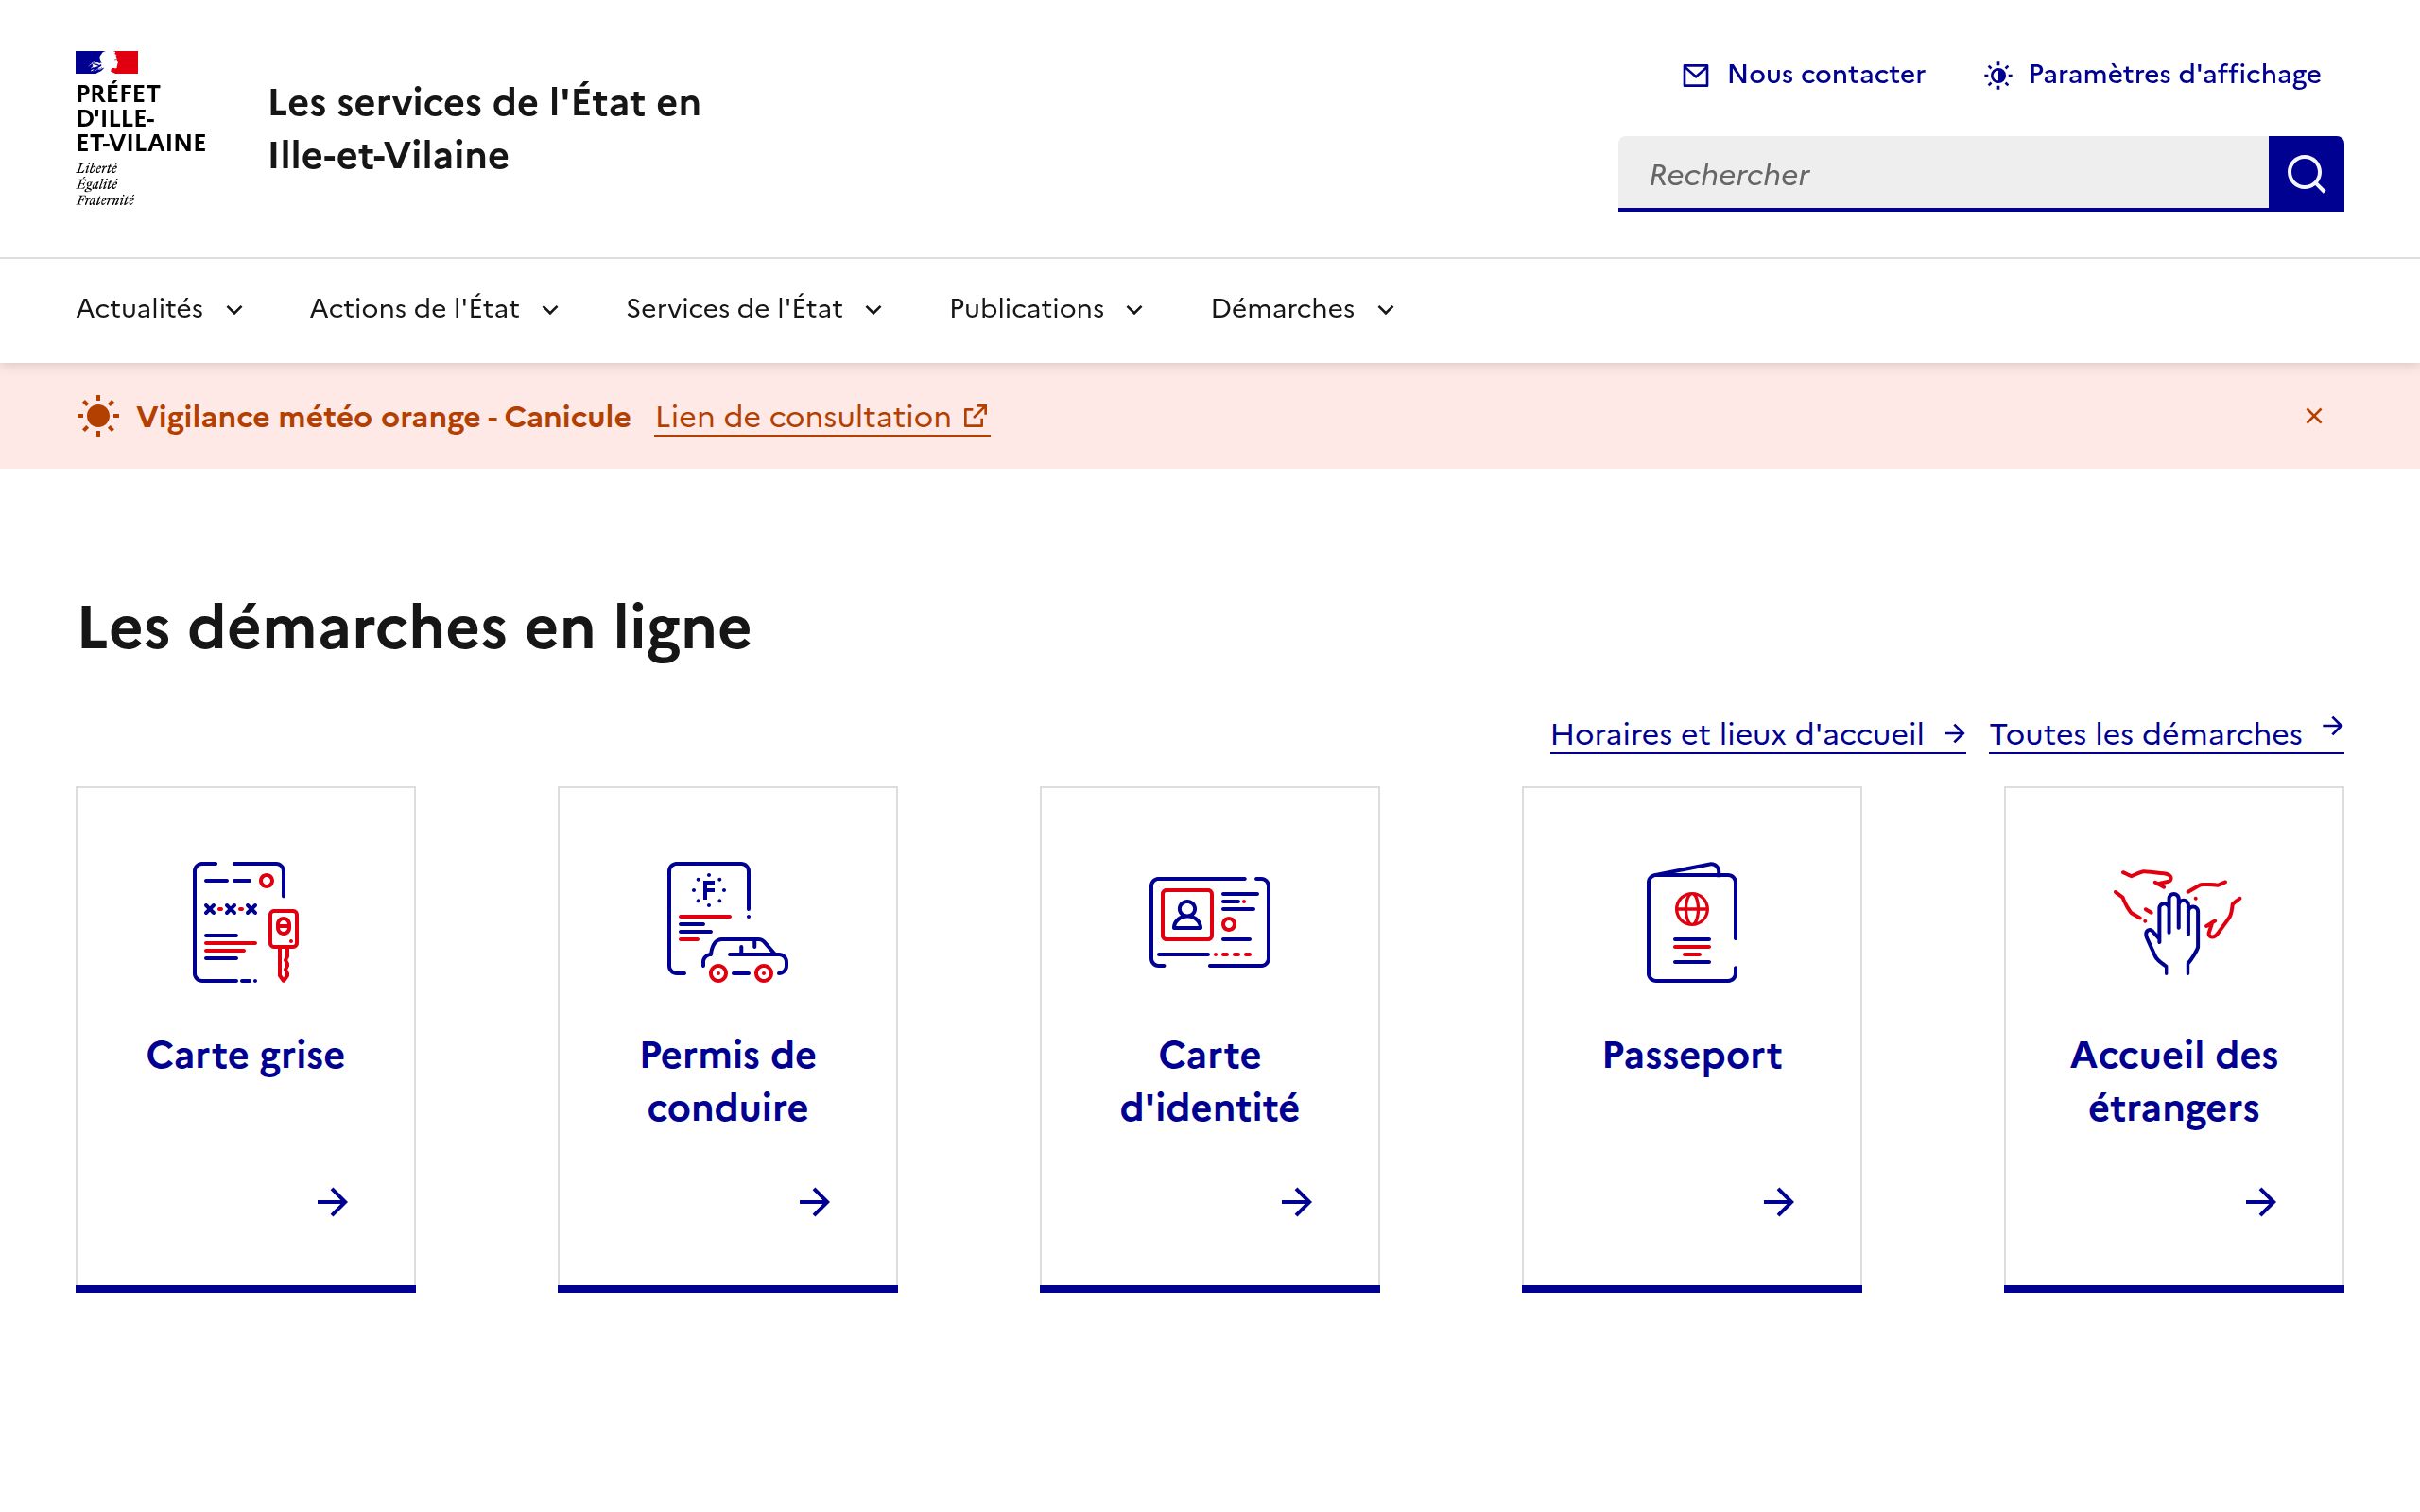 PRÉFET
D'ILLE-
ET-VILAINE
Liberté
Égalité
Fraternité
Les services de l'État en
Ille-et-Vilaine
Nous contacter
Paramètres d'affichage
Rechercher
Actualités
Actions de l'État
Services de l'État
Publications
Démarches
Vigilance météo orange - Canicule Lien de consultation
Les démarches en ligne
Horaires et lieux d'accueil
Toutes les démarches
F
Carte grise
Permis de
conduire
Carte
d'identité
Passeport
Accueil des
étrangers